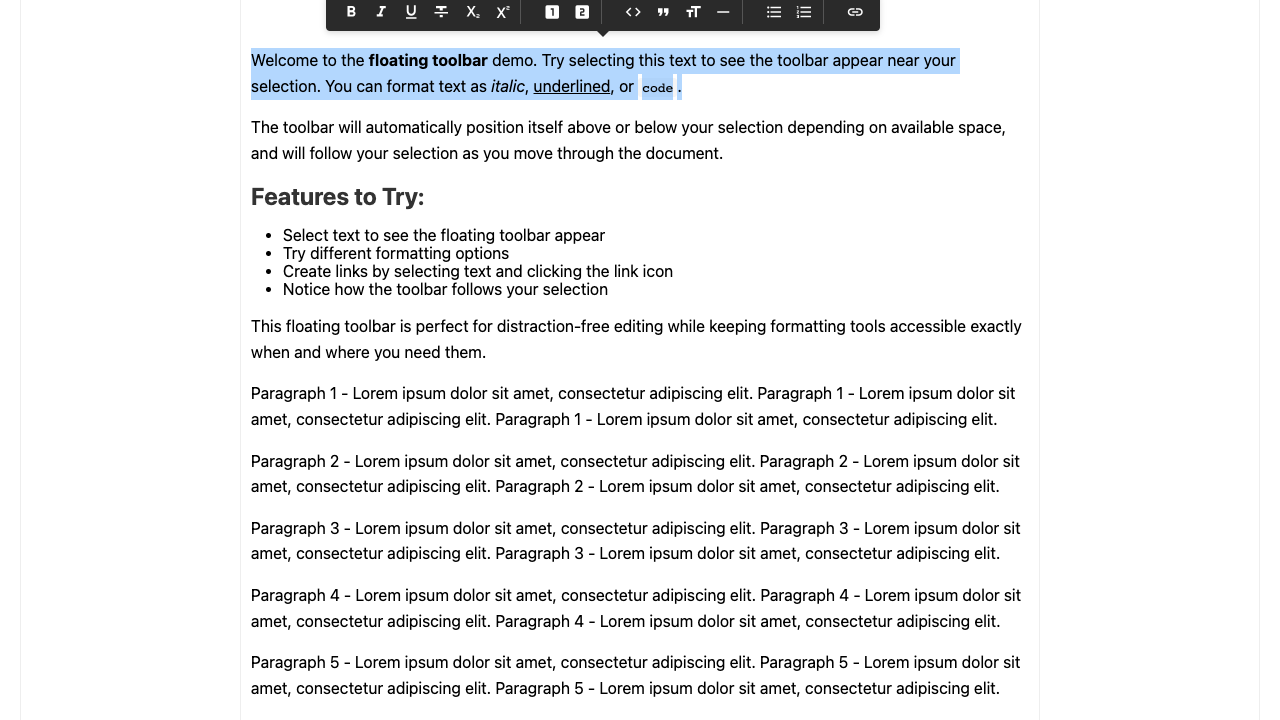 B I U T X₂ X² 1 2
Welcome to the floating toolbar demo. Try selecting this text to see the toolbar appear near your
selection. You can format text as italic, underlined, or code .
The toolbar will automatically position itself above or below your selection depending on available space,
and will follow your selection as you move through the document.
Features to Try:
• Select text to see the floating toolbar appear
• Try different formatting options
• Create links by selecting text and clicking the link icon
• Notice how the toolbar follows your selection
This floating toolbar is perfect for distraction-free editing while keeping formatting tools accessible exactly
when and where you need them.
Paragraph 1 - Lorem ipsum dolor sit amet, consectetur adipiscing elit. Paragraph 1 - Lorem ipsum dolor sit
amet, consectetur adipiscing elit. Paragraph 1 - Lorem ipsum dolor sit amet, consectetur adipiscing elit.
Paragraph 2 - Lorem ipsum dolor sit amet, consectetur adipiscing elit. Paragraph 2 - Lorem ipsum dolor sit
amet, consectetur adipiscing elit. Paragraph 2 - Lorem ipsum dolor sit amet, consectetur adipiscing elit.
Paragraph 3 - Lorem ipsum dolor sit amet, consectetur adipiscing elit. Paragraph 3 - Lorem ipsum dolor sit
amet, consectetur adipiscing elit. Paragraph 3 - Lorem ipsum dolor sit amet, consectetur adipiscing elit.
Paragraph 4 - Lorem ipsum dolor sit amet, consectetur adipiscing elit. Paragraph 4 - Lorem ipsum dolor sit
amet, consectetur adipiscing elit. Paragraph 4 - Lorem ipsum dolor sit amet, consectetur adipiscing elit.
Paragraph 5 - Lorem ipsum dolor sit amet, consectetur adipiscing elit. Paragraph 5 - Lorem ipsum dolor sit
amet, consectetur adipiscing elit. Paragraph 5 - Lorem ipsum dolor sit amet, consectetur adipiscing elit.